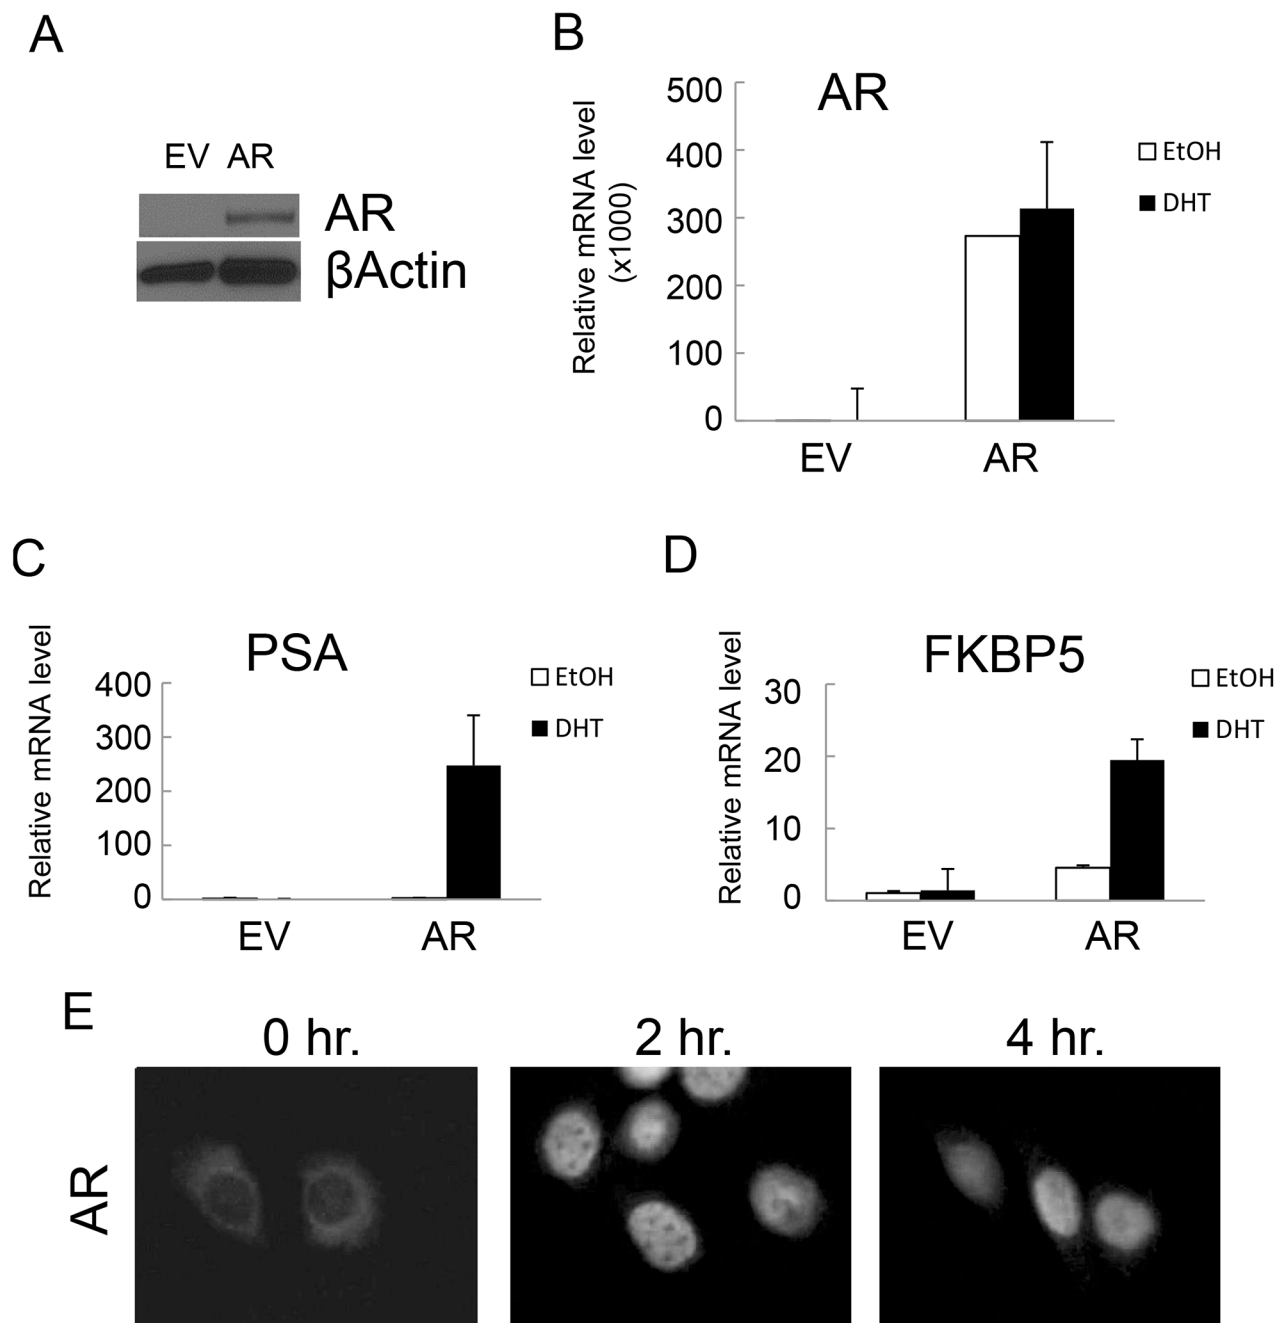 A
EV AR
AR
βActin
B
AR
Relative mRNA level
(x1000)
500
400
300
200
100
0
EV AR
EtOH
DHT
C
PSA
Relative mRNA level
400
300
200
100
0
EV AR
EtOH
DHT
D
FKBP5
Relative mRNA level
30
20
10
0
EV AR
EtOH
DHT
E
0 hr. 2 hr. 4 hr.
AR